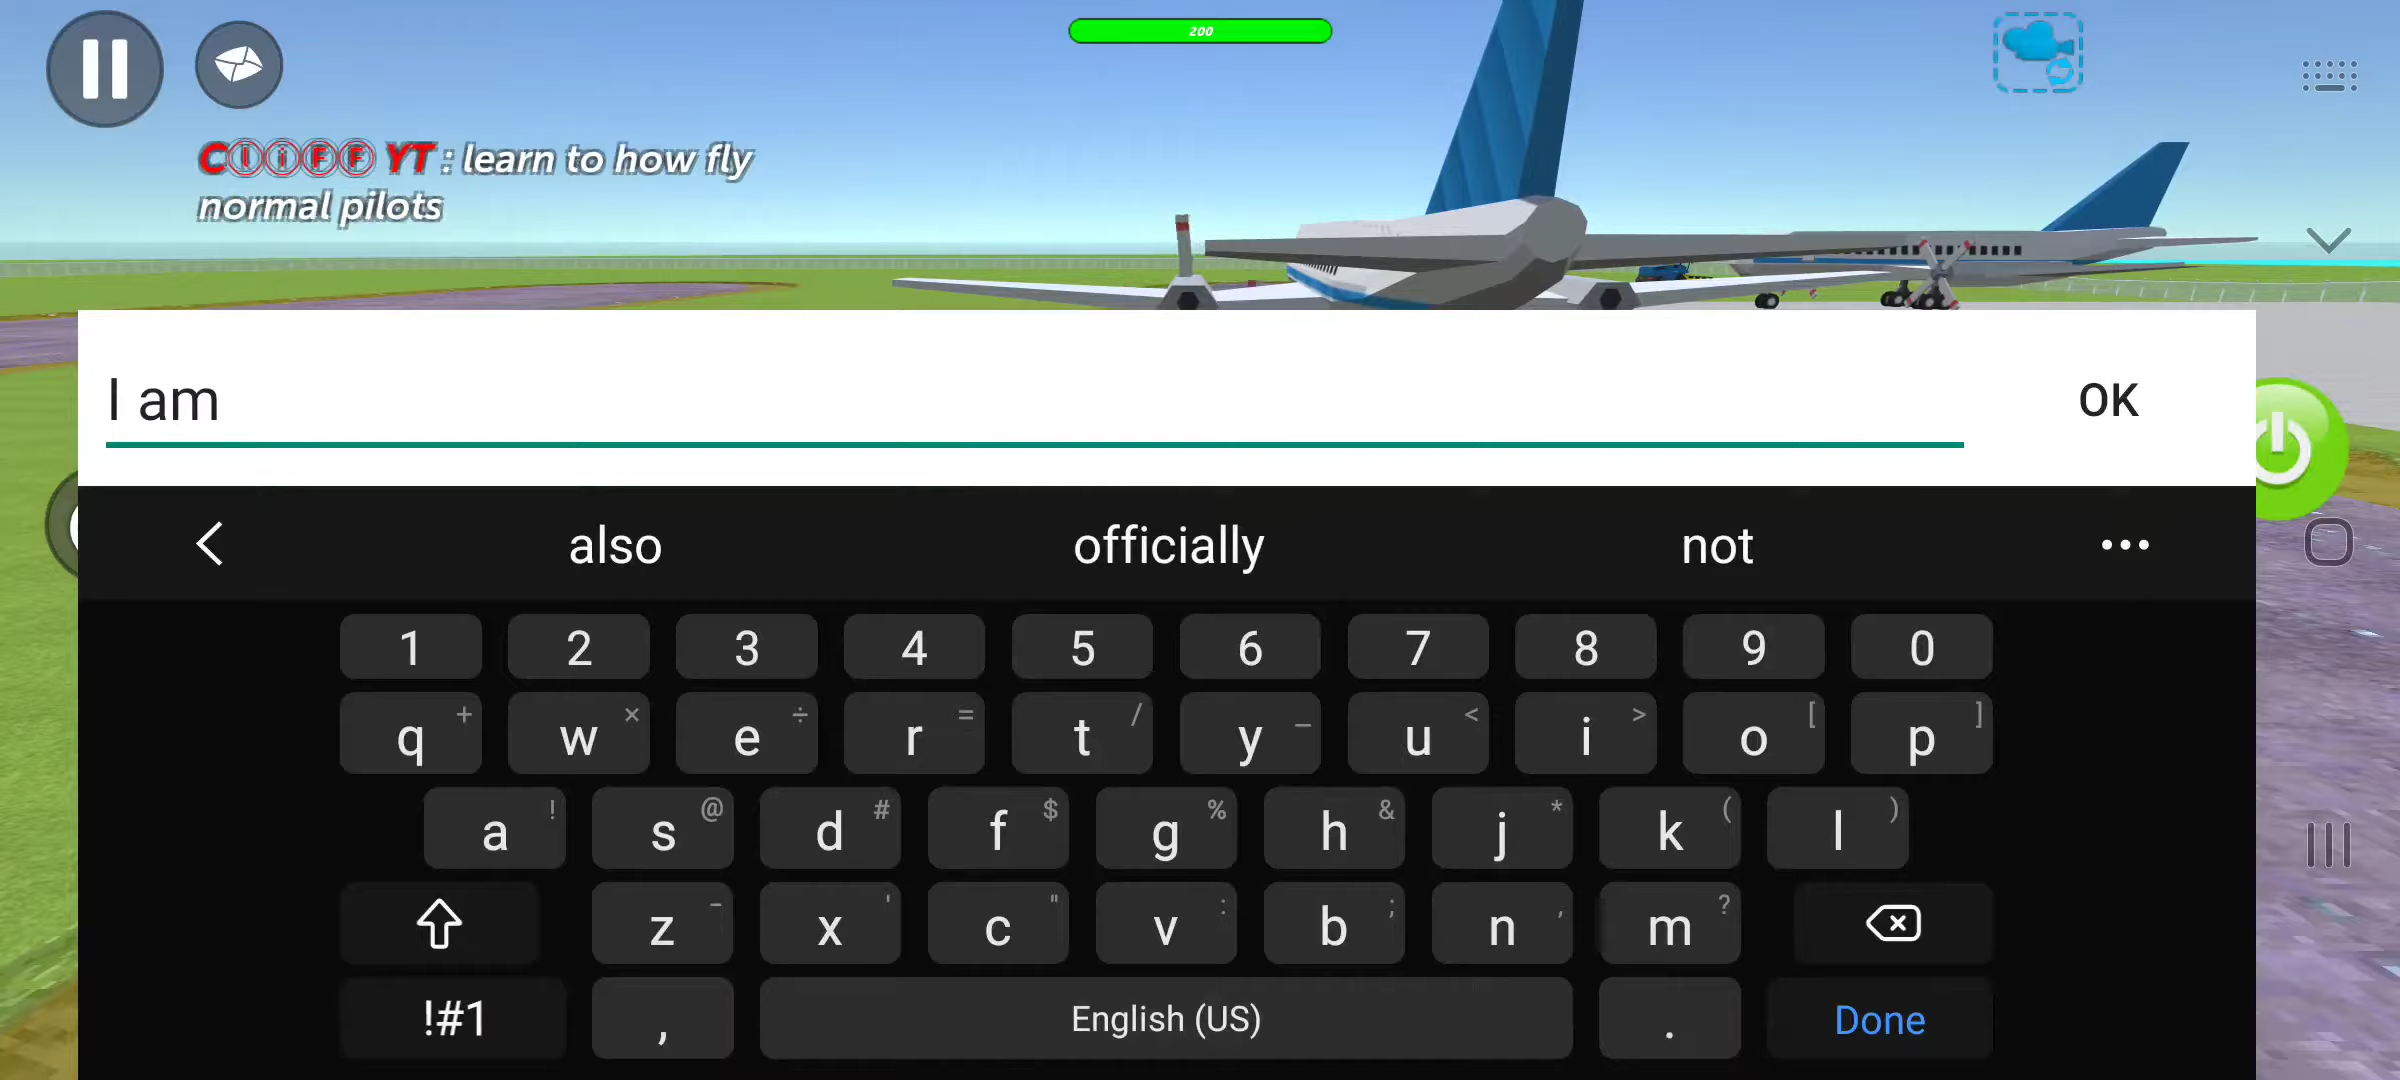 200
CⓛⓘⒻⒻ YT : learn to how fly
normal pilots
I am
OK
also officially not
1 2 3 4 5 6 7 8 9 0
q + w × e ÷ r = t / y _ u < i > o [ p ]
a ! s @ d # f $ g % h & j * k ( l )
z - x ' c " v : b ; n , m ?
!#1 , English (US) . Done